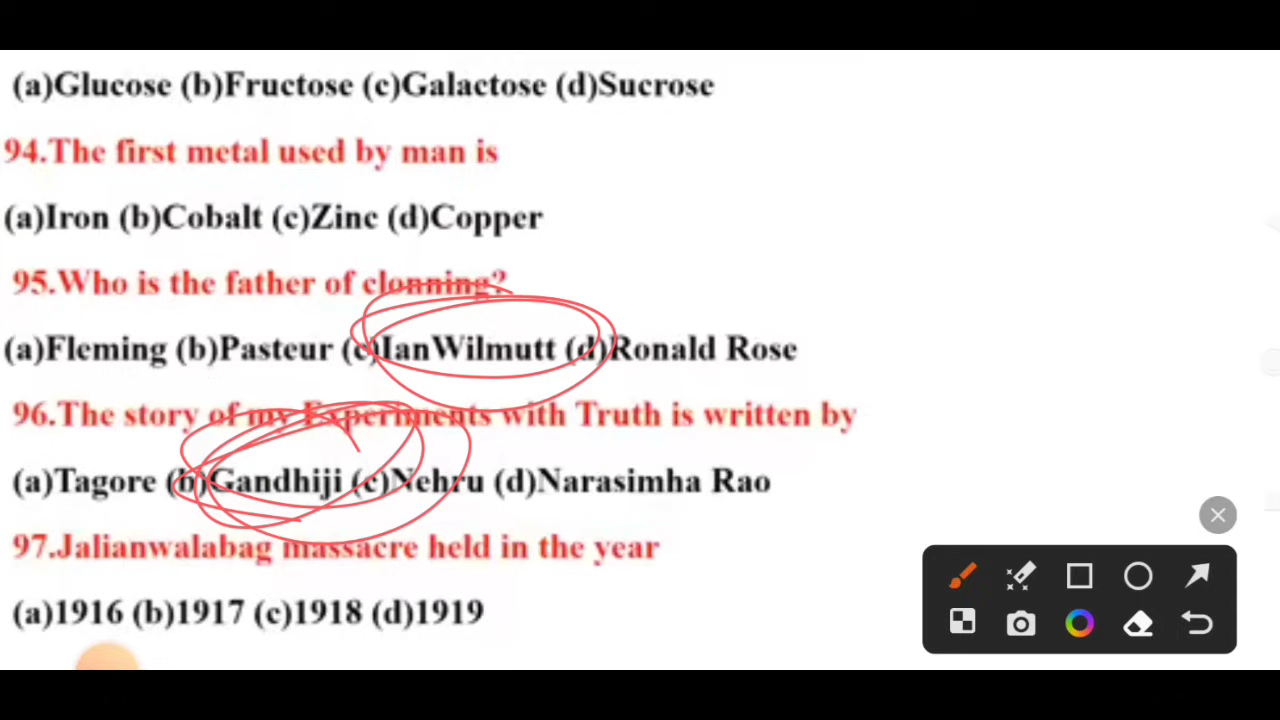 (a)Glucose (b)Fructose (c)Galactose (d)Sucrose
94.The first metal used by man is
(a)Iron (b)Cobalt (c)Zinc (d)Copper
95.Who is the father of clonning?
(a)Fleming (b)Pasteur (c)IanWilmutt (d)Ronald Rose
96.The story of my Experiments with Truth is written by
(a)Tagore (b)Gandhiji (c)Nehru (d)Narasimha Rao
97.Jalianwalabag massacre held in the year
(a)1916 (b)1917 (c)1918 (d)1919